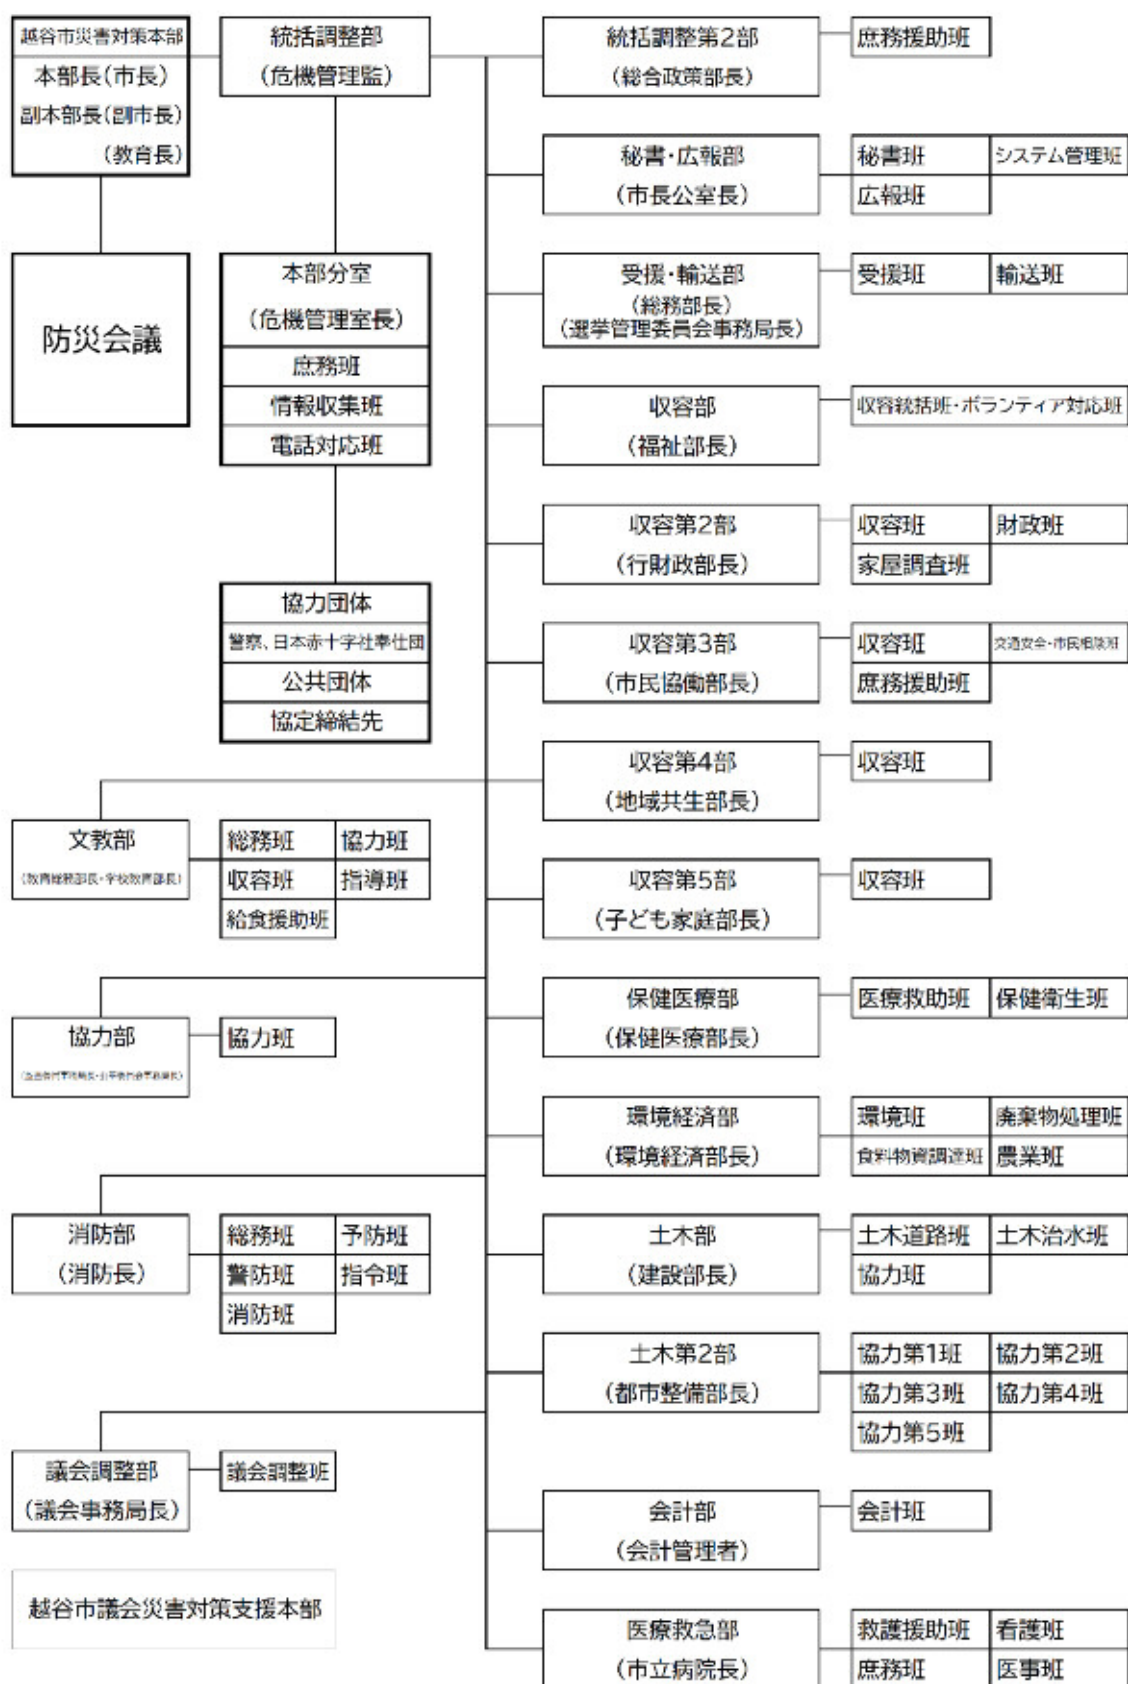 越谷市災害対策本部
本部長(市長)
副本部長(副市長)
(教育長)
統括調整部
(危機管理監)
防災会議
本部分室
(危機管理室長)
庶務班
情報収集班
電話対応班
協力団体
警察、日本赤十字社奉仕団
公共団体
協定締結先
統括調整第2部
(総合政策部長)
庶務援助班
秘書・広報部
(市長公室長)
秘書班 システム管理班
広報班
受援・輸送部
(総務部長)
(選挙管理委員会事務局長)
受援班 輸送班
収容部
(福祉部長)
収容統括班・ボランティア対応班
収容第2部
(行財政部長)
収容班 財政班
家屋調査班
収容第3部
(市民協働部長)
収容班 交通安全・市民相談班
庶務援助班
収容第4部
(地域共生部長)
収容班
収容第5部
(子ども家庭部長)
収容班
保健医療部
(保健医療部長)
医療救助班 保健衛生班
環境経済部
(環境経済部長)
環境班 廃棄物処理班
食料物資調達班 農業班
土木部
(建設部長)
土木道路班 土木治水班
協力班
土木第2部
(都市整備部長)
協力第1班 協力第2班
協力第3班 協力第4班
協力第5班
会計部
(会計管理者)
会計班
医療救急部
(市立病院長)
救護援助班 看護班
庶務班 医事班
文教部
(教育総務部長・学校教育部長)
総務班 協力班
収容班 指導班
給食援助班
協力部
協力班
消防部
(消防長)
総務班 予防班
警防班 指令班
消防班
議会調整部
(議会事務局長)
議会調整班
越谷市議会災害対策支援本部